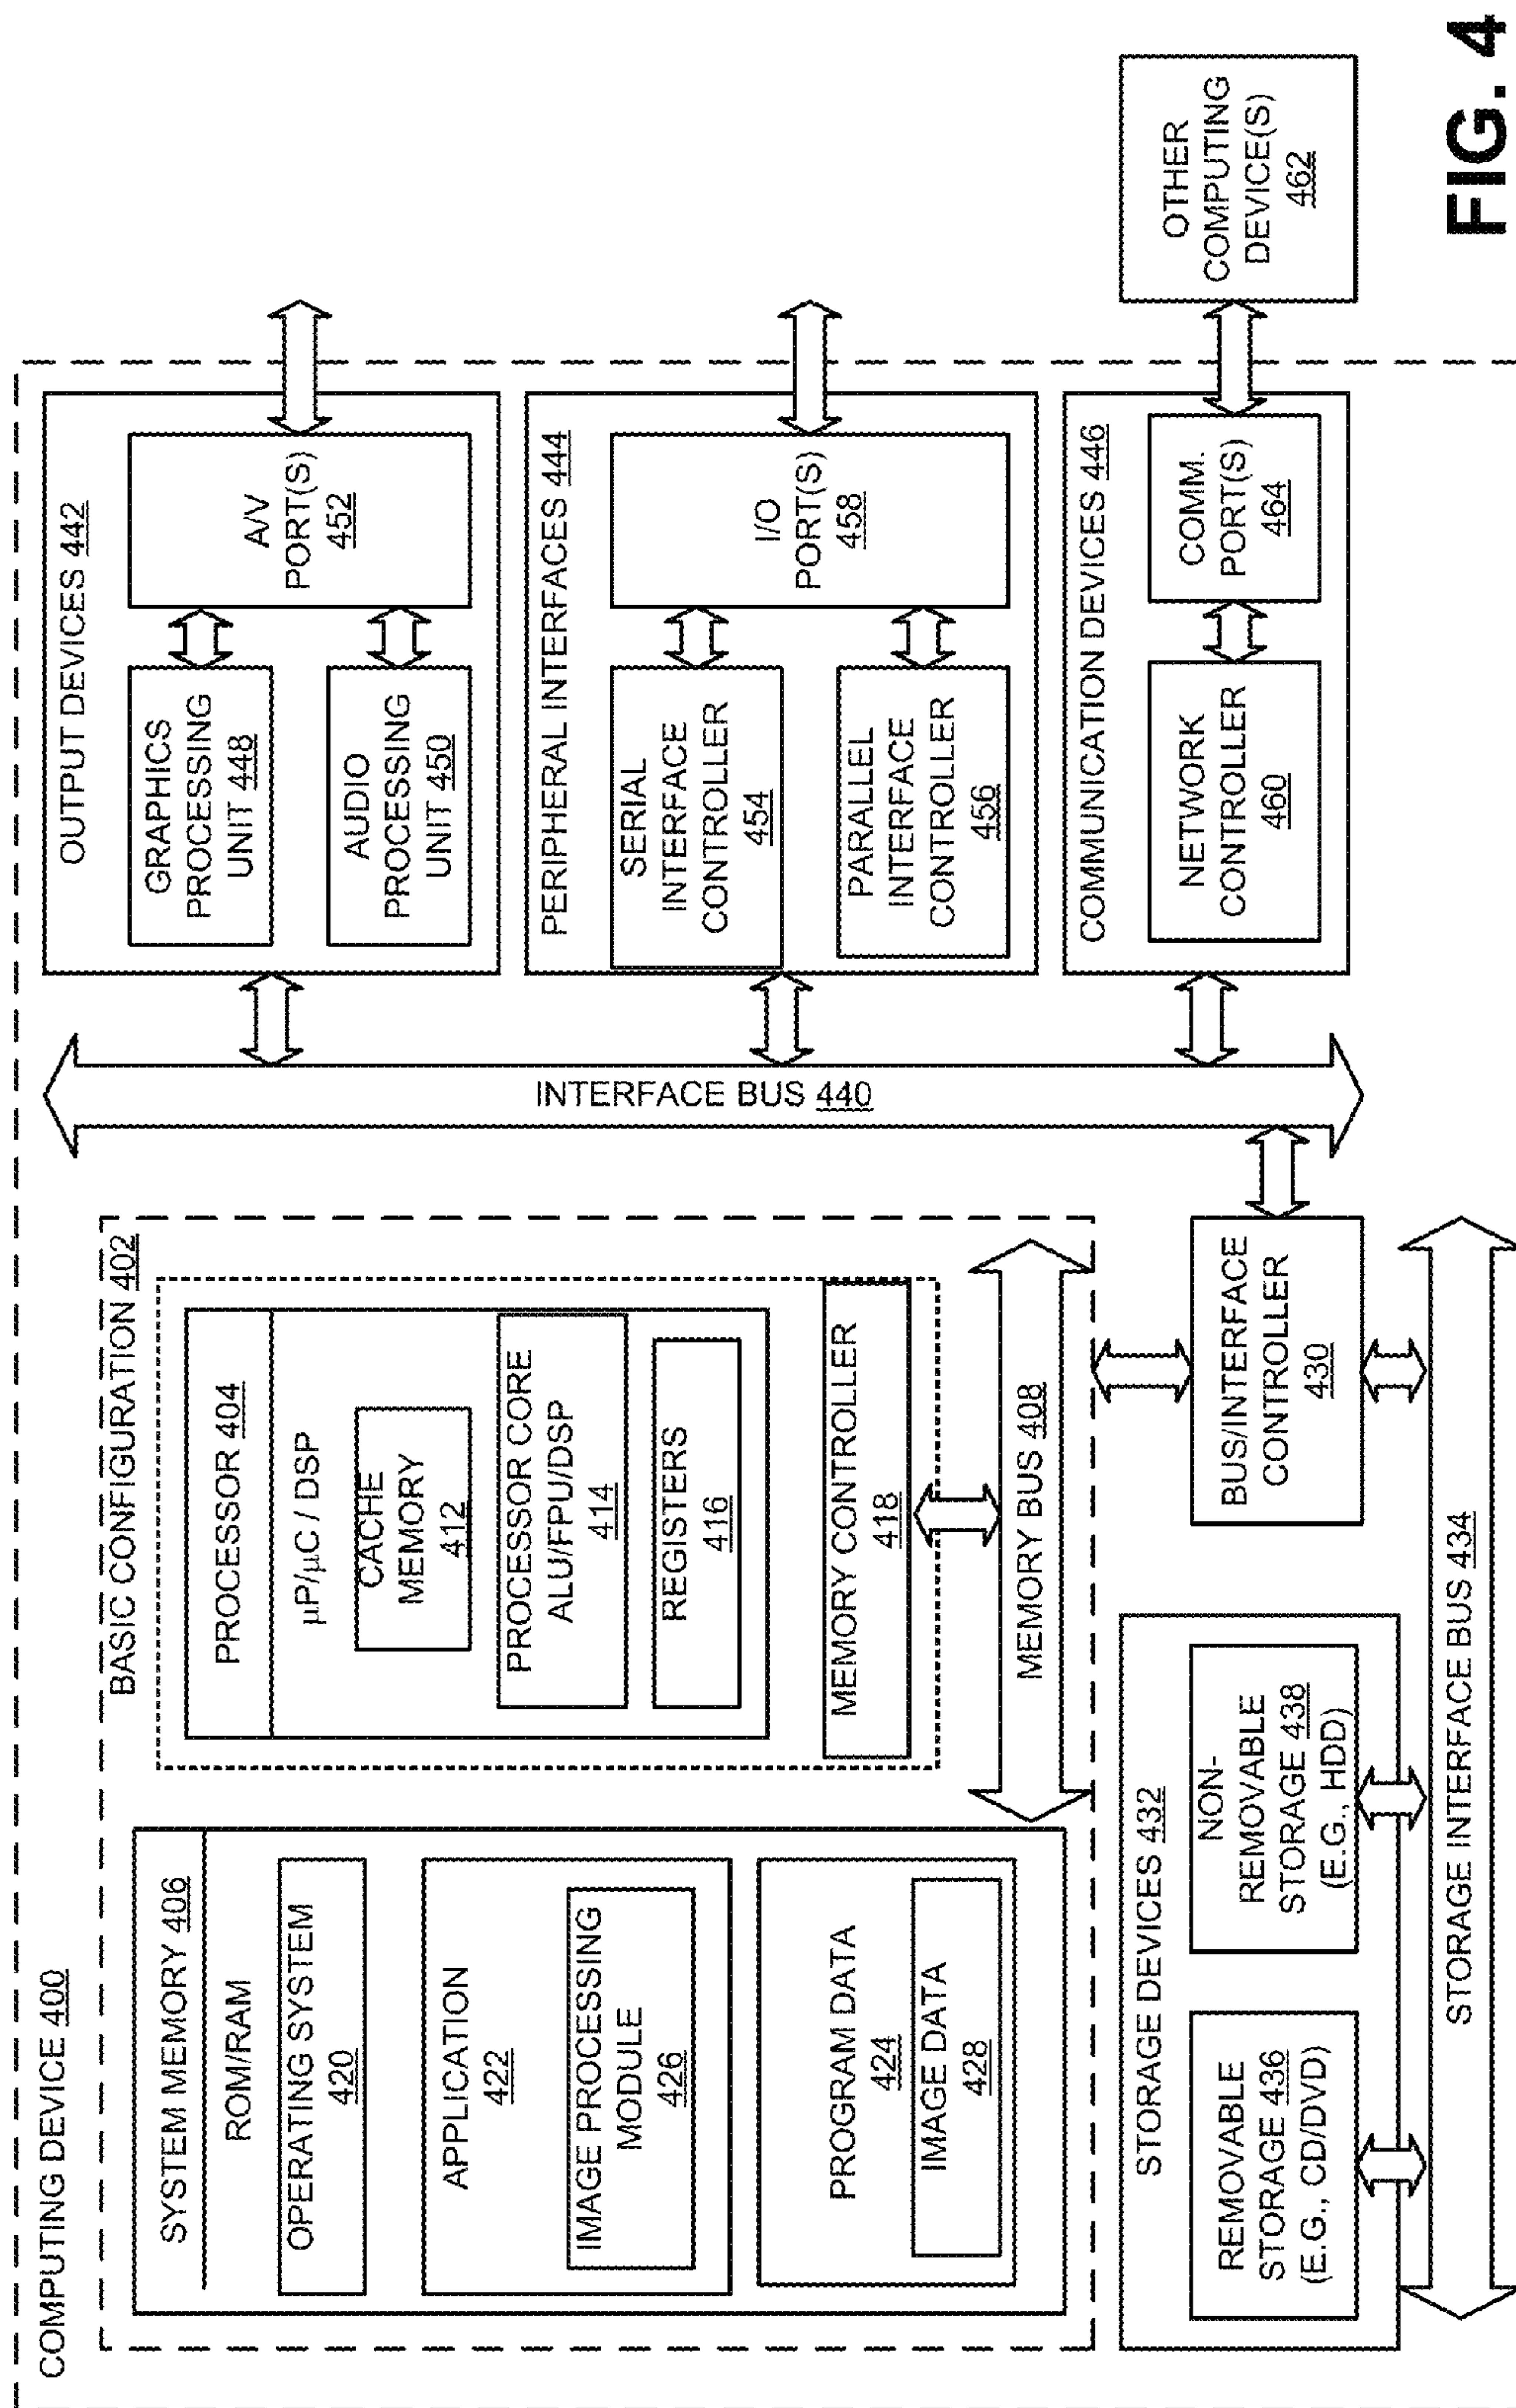 COMPUTING DEVICE 400
BASIC CONFIGURATION 402
SYSTEM MEMORY 406
ROM/RAM
OPERATING SYSTEM
420
APPLICATION
422
IMAGE PROCESSING
MODULE
426
PROGRAM DATA
424
IMAGE DATA
428
PROCESSOR 404
µP/µC / DSP
CACHE
MEMORY
412
PROCESSOR CORE
ALU/FPU/DSP
414
REGISTERS
416
MEMORY CONTROLLER
418
MEMORY BUS 408
STORAGE DEVICES 432
REMOVABLE
STORAGE 436
(E.G., CD/DVD)
NON-
REMOVABLE
STORAGE 438
(E.G., HDD)
BUS/INTERFACE
CONTROLLER
430
STORAGE INTERFACE BUS 434
INTERFACE BUS 440
OUTPUT DEVICES 442
GRAPHICS
PROCESSING
UNIT 448
AUDIO
PROCESSING
UNIT 450
A/V
PORT(S)
452
PERIPHERAL INTERFACES 444
SERIAL
INTERFACE
CONTROLLER
454
PARALLEL
INTERFACE
CONTROLLER
456
I/O
PORT(S)
458
COMMUNICATION DEVICES 446
NETWORK
CONTROLLER
460
COMM.
PORT(S)
464
OTHER
COMPUTING
DEVICE(S)
462
FIG. 4